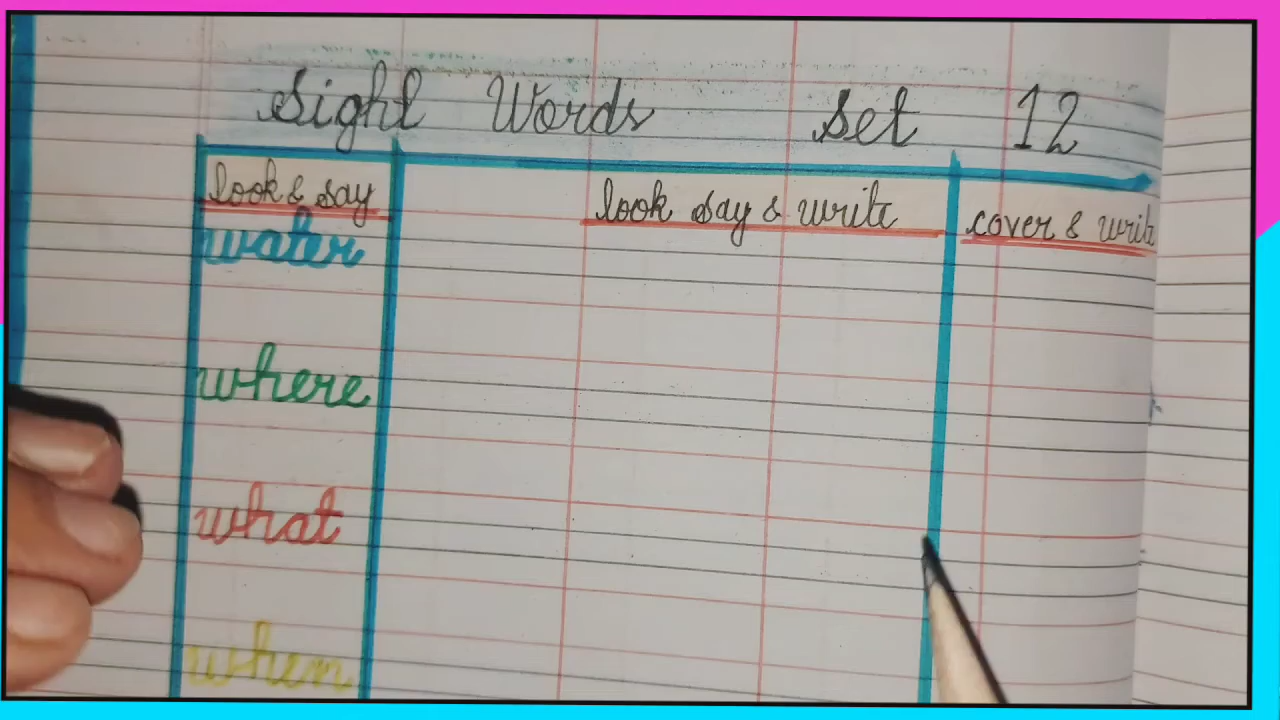 Sight Words Set 12
look & say look say & write cover & write
water
where
what
when